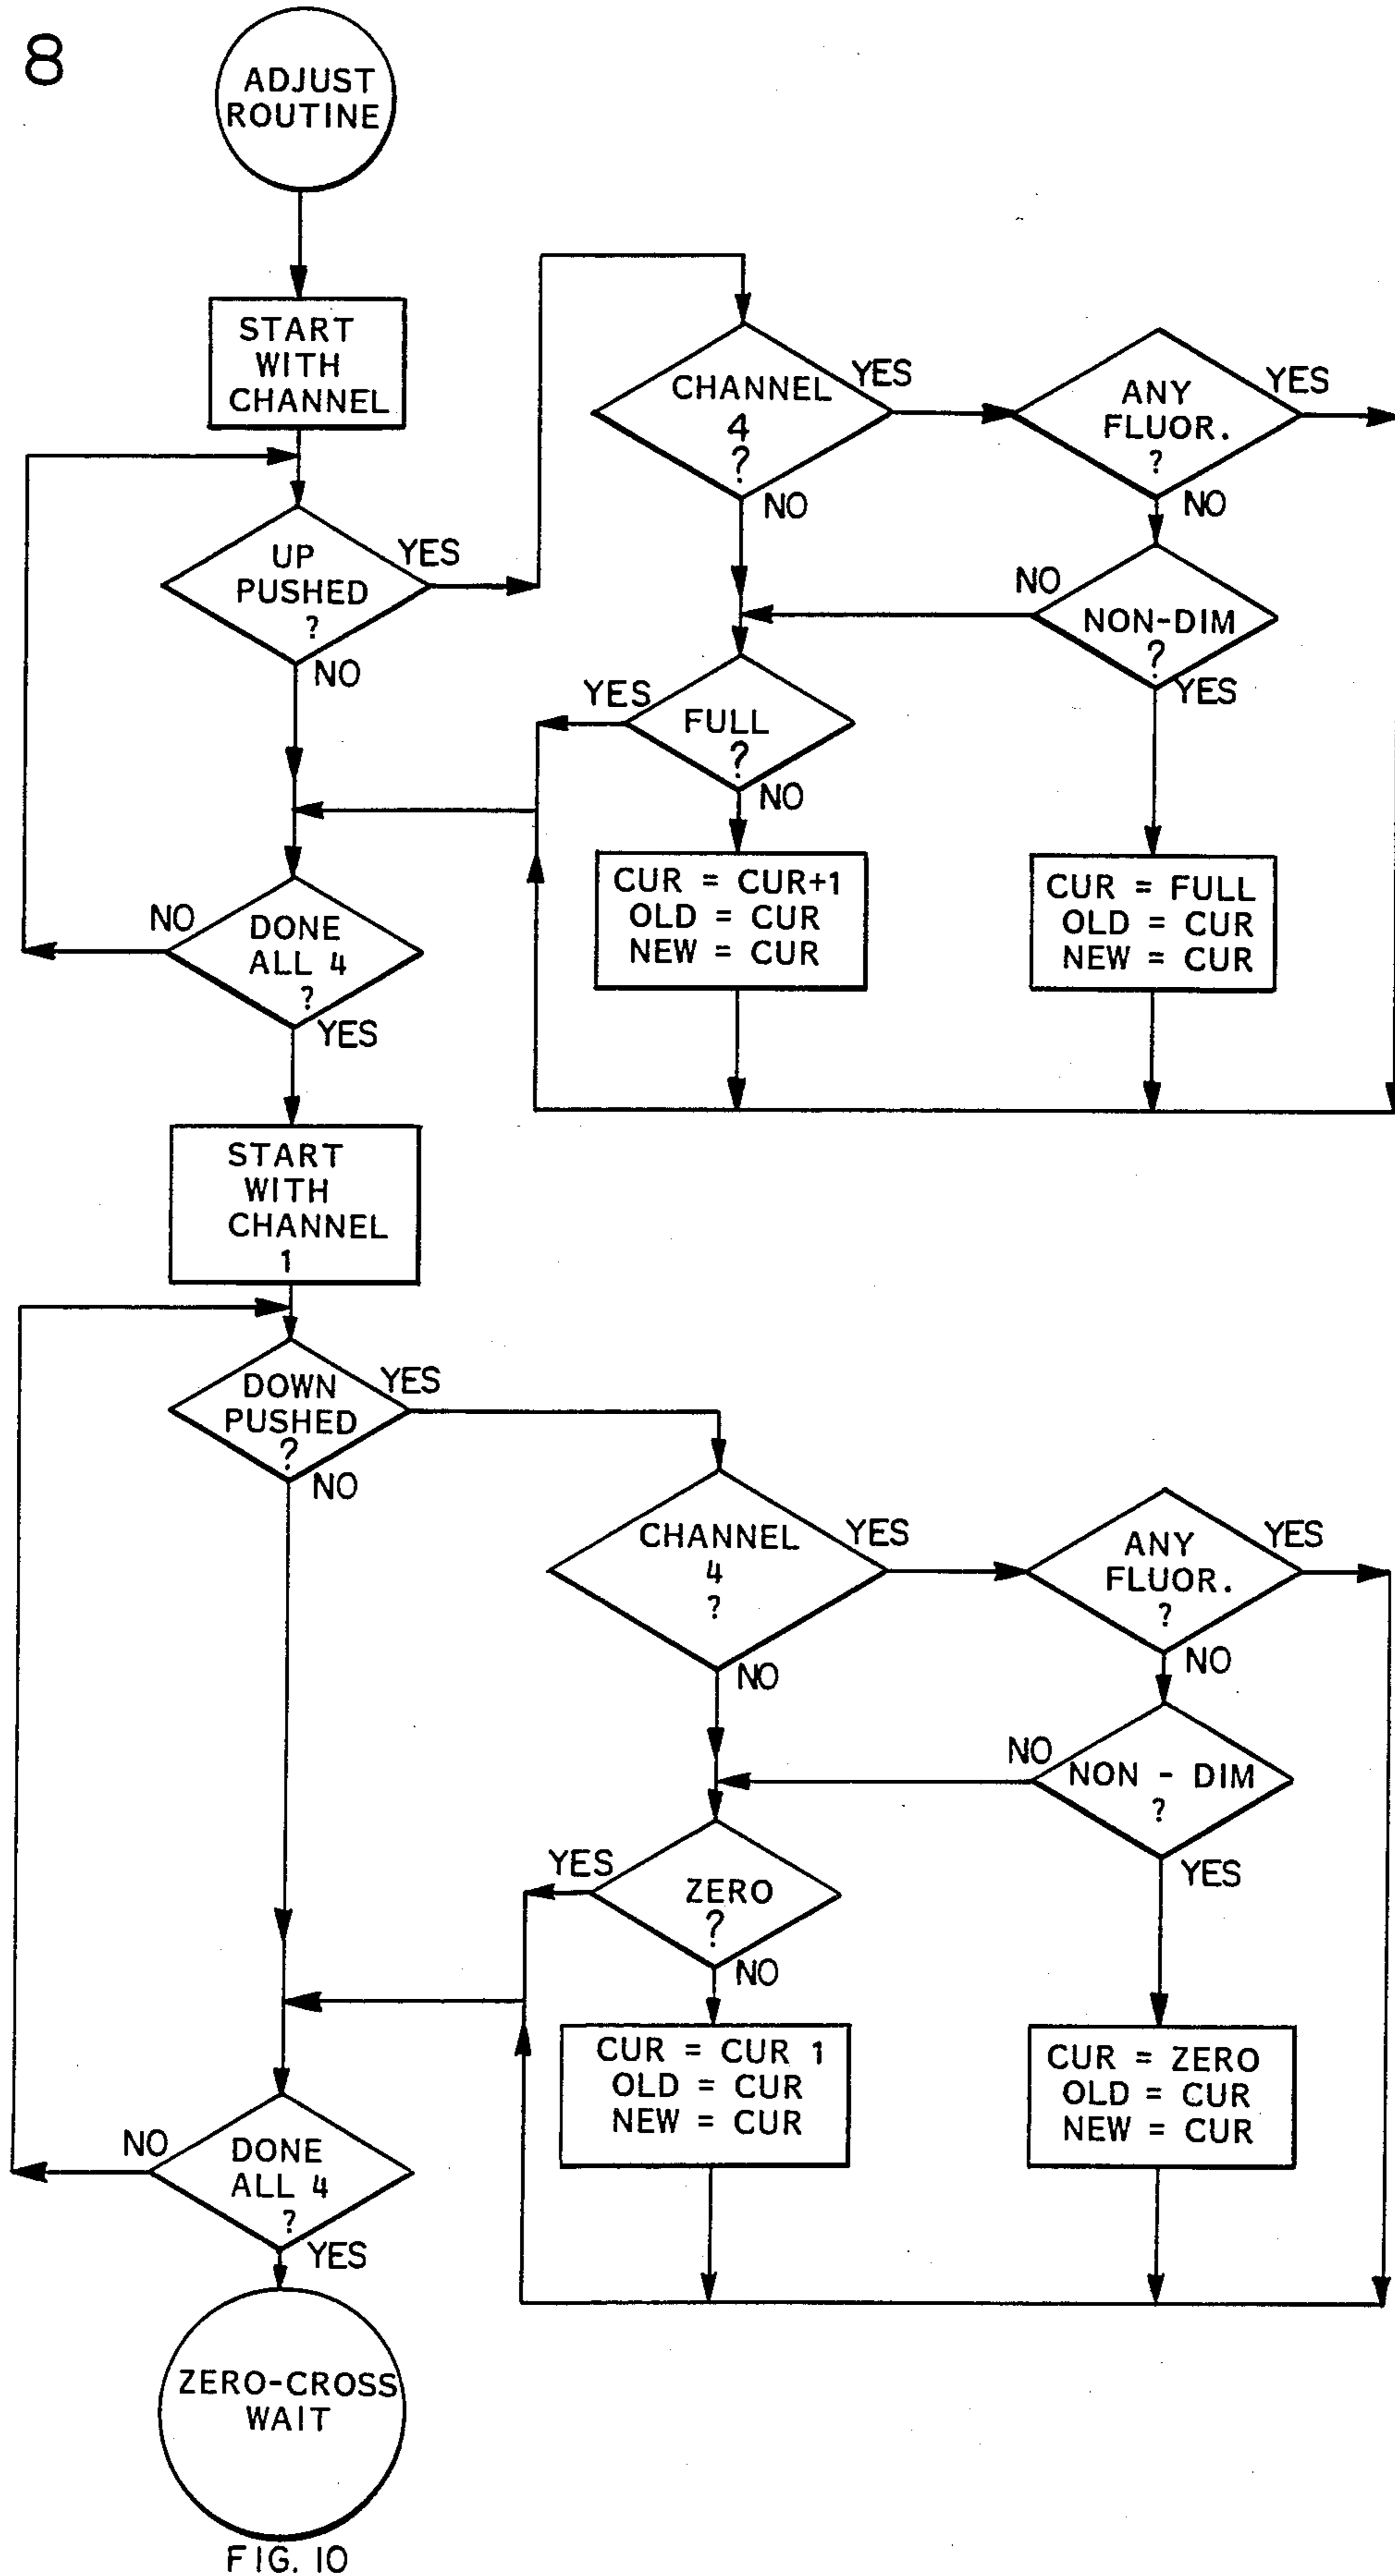 8
ADJUST
ROUTINE
START
WITH
CHANNEL
UP
PUSHED
?
YES
NO
CHANNEL
4
?
YES
NO
ANY
FLUOR.
?
YES
NO
NON-DIM
?
NO
YES
FULL
?
YES
NO
CUR = CUR+1
OLD = CUR
NEW = CUR
CUR = FULL
OLD = CUR
NEW = CUR
DONE
ALL 4
?
NO
YES
START
WITH
CHANNEL
1
DOWN
PUSHED
?
YES
NO
CHANNEL
4
?
YES
NO
ANY
FLUOR.
?
YES
NO
NON - DIM
?
NO
YES
ZERO
?
YES
NO
CUR = CUR 1
OLD = CUR
NEW = CUR
CUR = ZERO
OLD = CUR
NEW = CUR
DONE
ALL 4
?
NO
YES
ZERO-CROSS
WAIT
FIG. 10